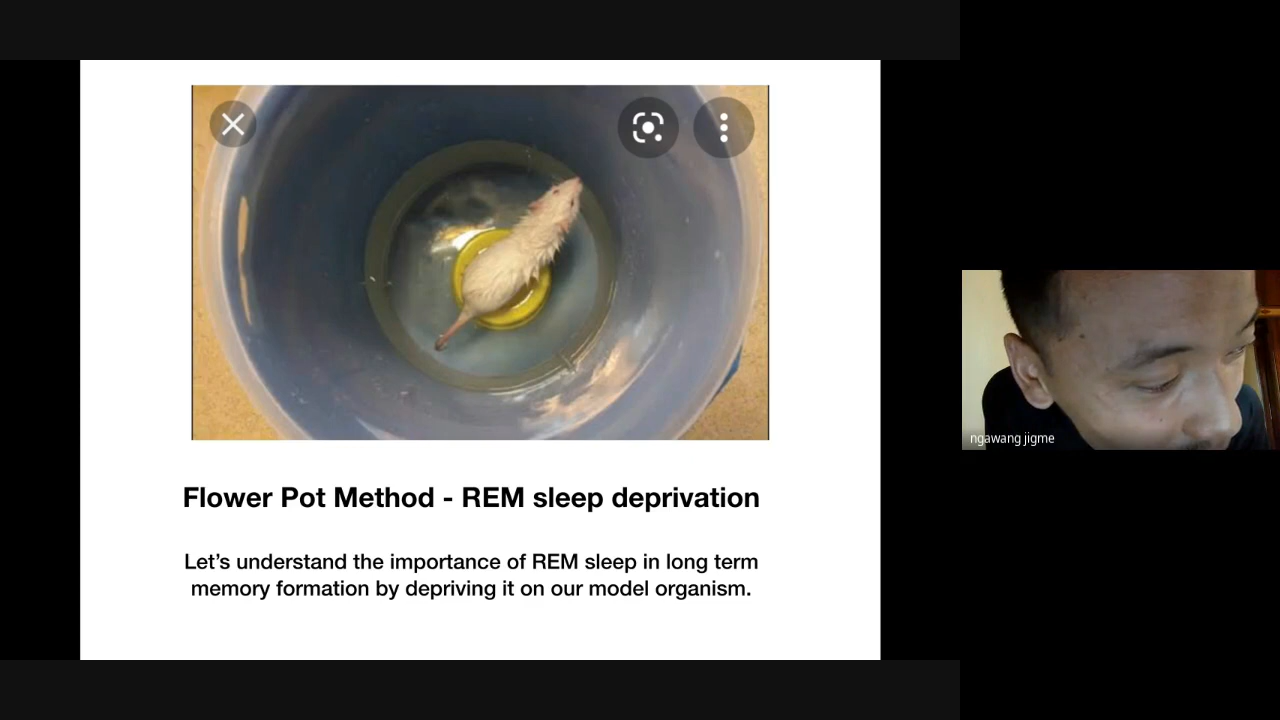 Flower Pot Method - REM sleep deprivation
Let’s understand the importance of REM sleep in long term
memory formation by depriving it on our model organism.
ngawang jigme